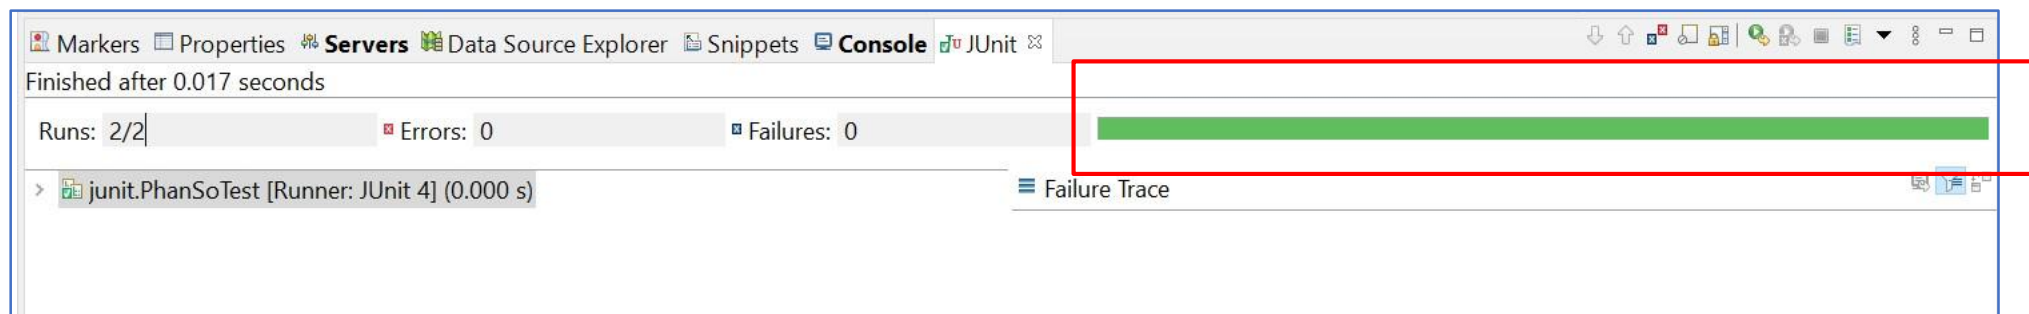 Markers Properties Servers Data Source Explorer Snippets Console JUnit
Finished after 0.017 seconds
Runs: 2/2 Errors: 0 Failures: 0
junit.PhanSoTest [Runner: JUnit 4] (0.000 s)
Failure Trace